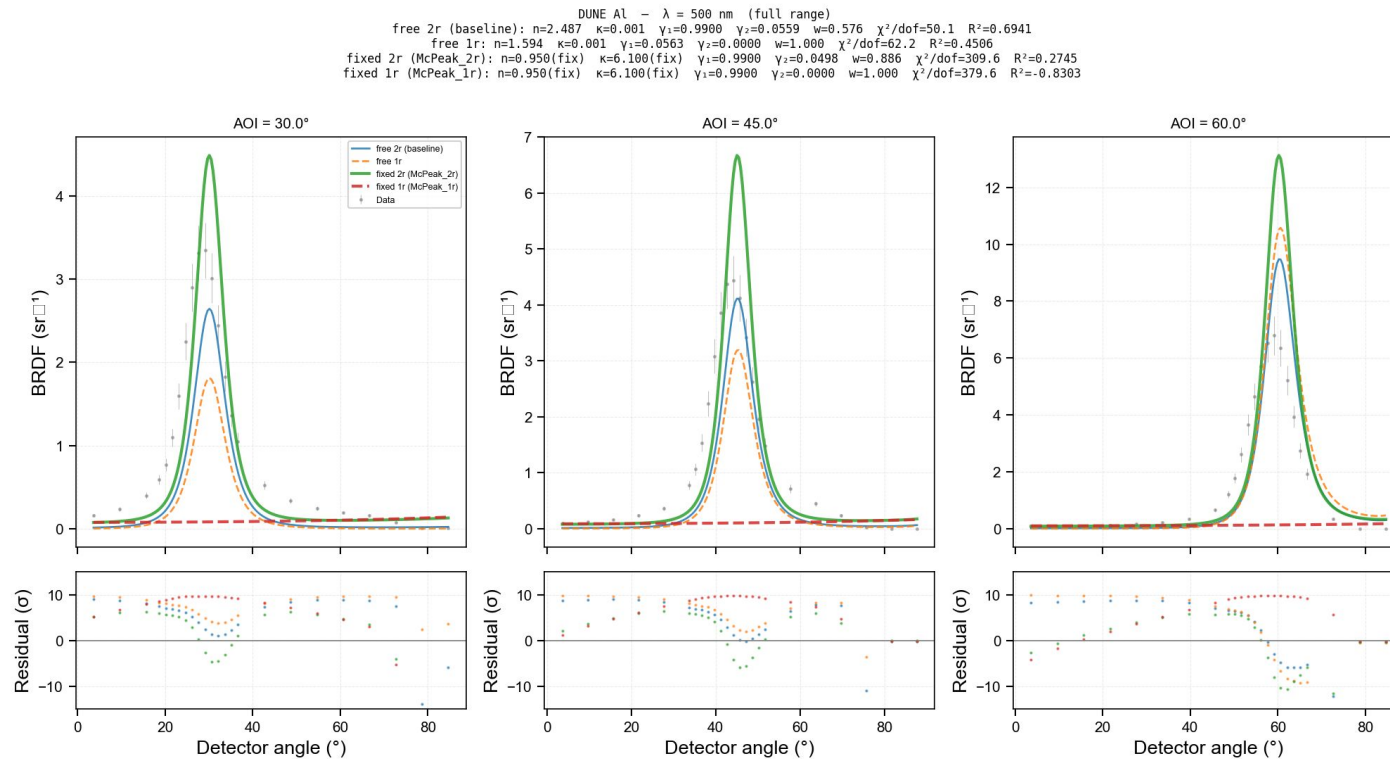 DUNE Al — λ = 500 nm (full range)
free 2r (baseline): n=2.487 κ=0.001 γ₁=0.9900 γ₂=0.0559 w=0.576 χ²/dof=50.1 R²=0.6941
free 1r: n=1.594 κ=0.001 γ₁=0.0563 γ₂=0.0000 w=1.000 χ²/dof=62.2 R²=0.4506
fixed 2r (McPeak_2r): n=0.950(fix) κ=6.100(fix) γ₁=0.9900 γ₂=0.0498 w=0.886 χ²/dof=309.6 R²=0.2745
fixed 1r (McPeak_1r): n=0.950(fix) κ=6.100(fix) γ₁=0.9900 γ₂=0.0000 w=1.000 χ²/dof=379.6 R²=-0.8303
AOI = 30.0°
BRDF (sr□⁻¹)
4
3
2
1
0
free 2r (baseline)
free 1r
fixed 2r (McPeak_2r)
fixed 1r (McPeak_1r)
Data
AOI = 45.0°
BRDF (sr□⁻¹)
7
6
5
4
3
2
1
0
AOI = 60.0°
BRDF (sr□⁻¹)
12
10
8
6
4
2
0
Residual (σ)
10
0
−10
0 20 40 60 80
Detector angle (°)
Residual (σ)
10
0
−10
0 20 40 60 80
Detector angle (°)
Residual (σ)
10
0
−10
0 20 40 60 80
Detector angle (°)